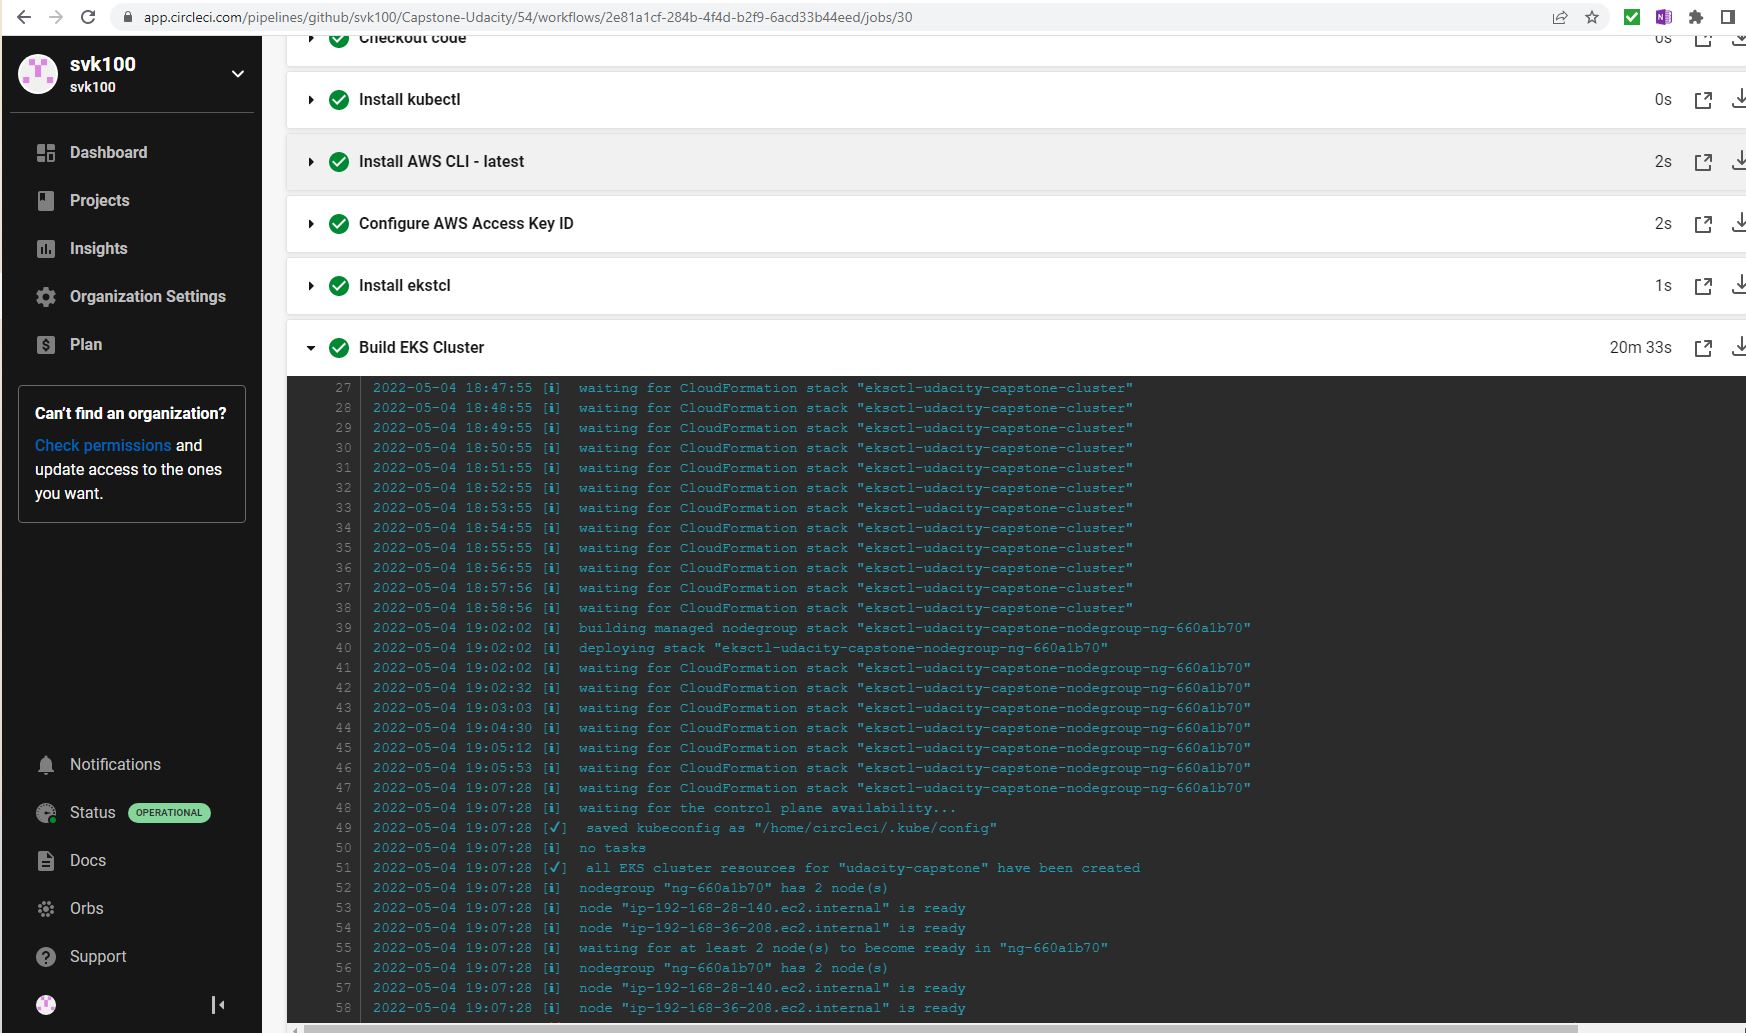 app.circleci.com/pipelines/github/svk100/Capstone-Udacity/54/workflows/2e81a1cf-284b-4f4d-b2f9-6acd33b44eed/jobs/30
svk100
svk100
Dashboard
Projects
Insights
Organization Settings
Plan
Can't find an organization?
Check permissions and
update access to the ones
you want.
Notifications
Status OPERATIONAL
Docs
Orbs
Support
Checkout code 0s
Install kubectl 0s
Install AWS CLI - latest 2s
Configure AWS Access Key ID 2s
Install ekstcl 1s
Build EKS Cluster 20m 33s
27 2022-05-04 18:47:55 [ℹ] waiting for CloudFormation stack "eksctl-udacity-capstone-cluster"
28 2022-05-04 18:48:55 [ℹ] waiting for CloudFormation stack "eksctl-udacity-capstone-cluster"
29 2022-05-04 18:49:55 [ℹ] waiting for CloudFormation stack "eksctl-udacity-capstone-cluster"
30 2022-05-04 18:50:55 [ℹ] waiting for CloudFormation stack "eksctl-udacity-capstone-cluster"
31 2022-05-04 18:51:55 [ℹ] waiting for CloudFormation stack "eksctl-udacity-capstone-cluster"
32 2022-05-04 18:52:55 [ℹ] waiting for CloudFormation stack "eksctl-udacity-capstone-cluster"
33 2022-05-04 18:53:55 [ℹ] waiting for CloudFormation stack "eksctl-udacity-capstone-cluster"
34 2022-05-04 18:54:55 [ℹ] waiting for CloudFormation stack "eksctl-udacity-capstone-cluster"
35 2022-05-04 18:55:55 [ℹ] waiting for CloudFormation stack "eksctl-udacity-capstone-cluster"
36 2022-05-04 18:56:55 [ℹ] waiting for CloudFormation stack "eksctl-udacity-capstone-cluster"
37 2022-05-04 18:57:56 [ℹ] waiting for CloudFormation stack "eksctl-udacity-capstone-cluster"
38 2022-05-04 18:58:56 [ℹ] waiting for CloudFormation stack "eksctl-udacity-capstone-cluster"
39 2022-05-04 19:02:02 [ℹ] building managed nodegroup stack "eksctl-udacity-capstone-nodegroup-ng-660a1b70"
40 2022-05-04 19:02:02 [ℹ] deploying stack "eksctl-udacity-capstone-nodegroup-ng-660a1b70"
41 2022-05-04 19:02:02 [ℹ] waiting for CloudFormation stack "eksctl-udacity-capstone-nodegroup-ng-660a1b70"
42 2022-05-04 19:02:32 [ℹ] waiting for CloudFormation stack "eksctl-udacity-capstone-nodegroup-ng-660a1b70"
43 2022-05-04 19:03:03 [ℹ] waiting for CloudFormation stack "eksctl-udacity-capstone-nodegroup-ng-660a1b70"
44 2022-05-04 19:04:30 [ℹ] waiting for CloudFormation stack "eksctl-udacity-capstone-nodegroup-ng-660a1b70"
45 2022-05-04 19:05:12 [ℹ] waiting for CloudFormation stack "eksctl-udacity-capstone-nodegroup-ng-660a1b70"
46 2022-05-04 19:05:53 [ℹ] waiting for CloudFormation stack "eksctl-udacity-capstone-nodegroup-ng-660a1b70"
47 2022-05-04 19:07:28 [ℹ] waiting for CloudFormation stack "eksctl-udacity-capstone-nodegroup-ng-660a1b70"
48 2022-05-04 19:07:28 [ℹ] waiting for the control plane availability...
49 2022-05-04 19:07:28 [✓] saved kubeconfig as "/home/circleci/.kube/config"
50 2022-05-04 19:07:28 [ℹ] no tasks
51 2022-05-04 19:07:28 [✓] all EKS cluster resources for "udacity-capstone" have been created
52 2022-05-04 19:07:28 [ℹ] nodegroup "ng-660a1b70" has 2 node(s)
53 2022-05-04 19:07:28 [ℹ] node "ip-192-168-28-140.ec2.internal" is ready
54 2022-05-04 19:07:28 [ℹ] node "ip-192-168-36-208.ec2.internal" is ready
55 2022-05-04 19:07:28 [ℹ] waiting for at least 2 node(s) to become ready in "ng-660a1b70"
56 2022-05-04 19:07:28 [ℹ] nodegroup "ng-660a1b70" has 2 node(s)
57 2022-05-04 19:07:28 [ℹ] node "ip-192-168-28-140.ec2.internal" is ready
58 2022-05-04 19:07:28 [ℹ] node "ip-192-168-36-208.ec2.internal" is ready